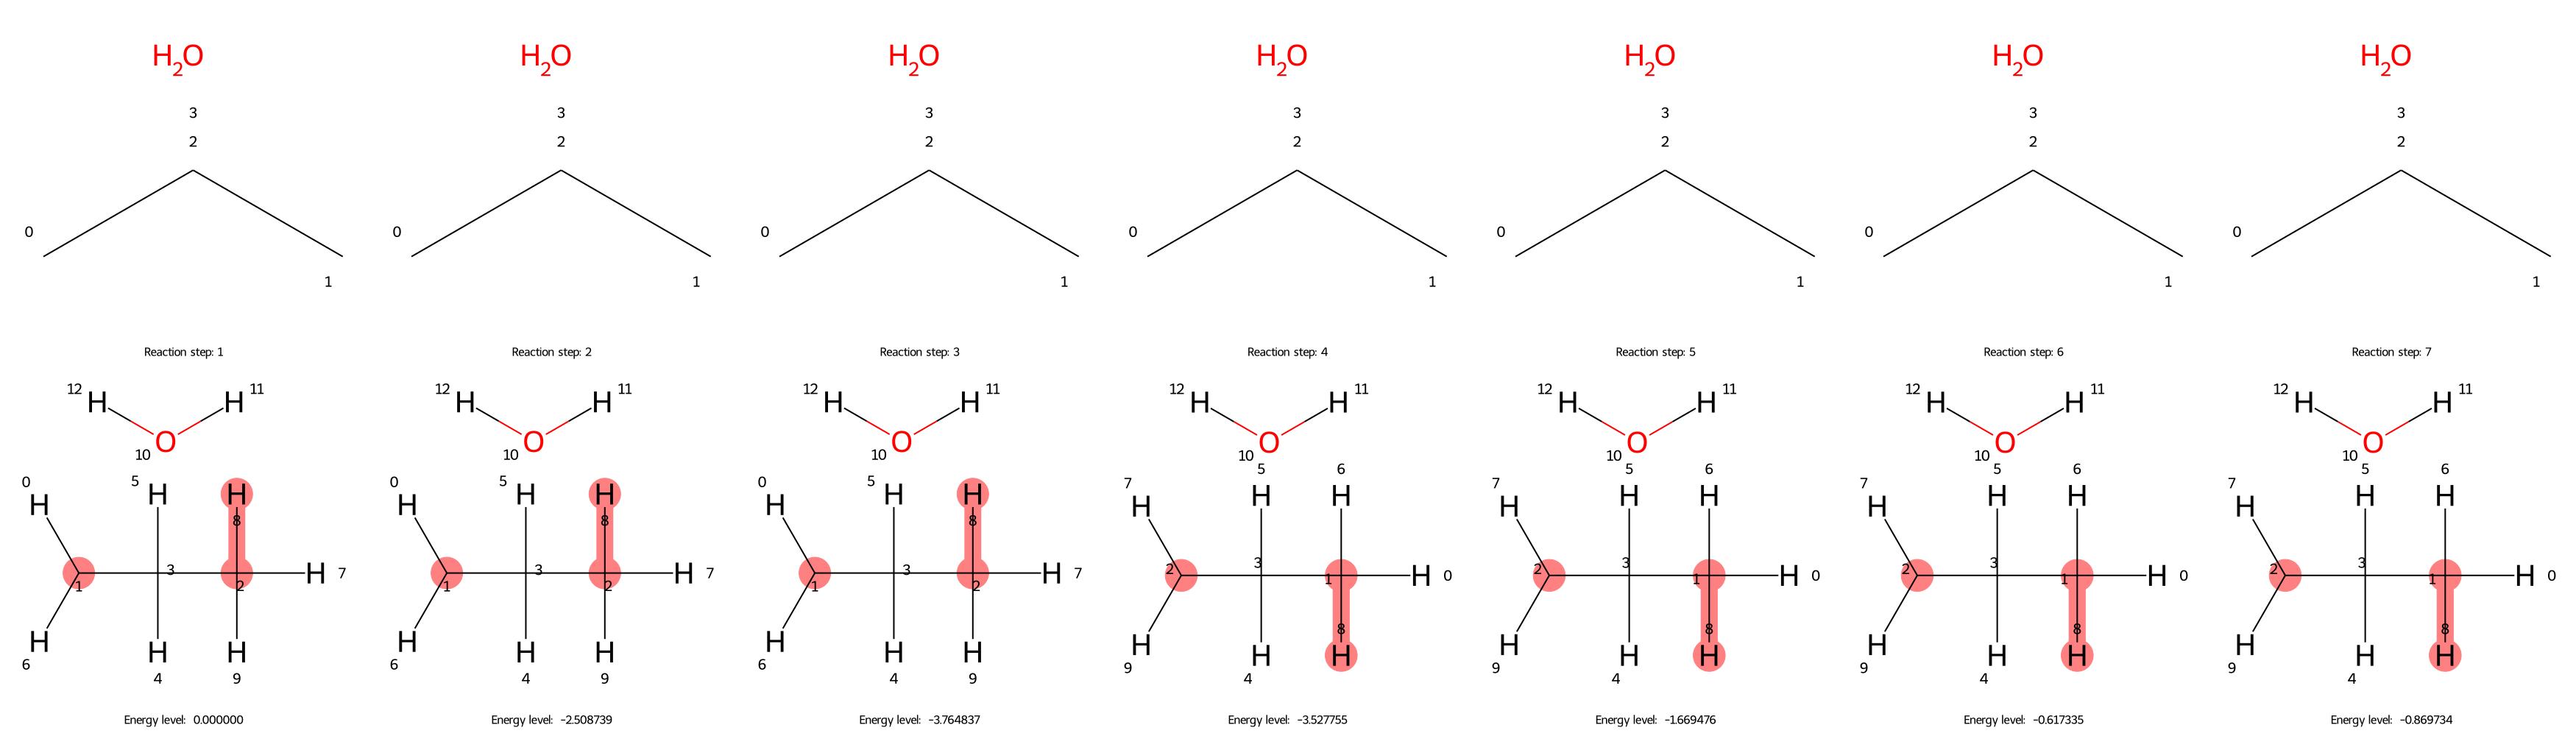 H2O H2O H2O H2O H2O H2O H2O
3 3 3 3 3 3 3
2 2 2 2 2 2 2
0 0 0 0 0 0 0
1 1 1 1 1 1 1
Reaction step: 1 Reaction step: 2 Reaction step: 3 Reaction step: 4 Reaction step: 5 Reaction step: 6 Reaction step: 7
12 H H 11 12 H H 11 12 H H 11 12 H H 11 12 H H 11 12 H H 11 12 H H 11
O O O O O O O
10 10 10 10 10 10 10
0 5 0 5 0 5 7 5 6 7 5 6 7 5 6 7 5 6
H H H H H H H H H H H H H H H H H H H H H
8 8 8
1 3 2 H 7 1 3 2 H 7 1 3 2 H 7 2 3 1 H 0 2 3 1 H 0 2 3 1 H 0 2 3 1 H 0
8 8 8 8
H H H H H H H H H H H H H H H H H H H H H
6 4 9 6 4 9 6 4 9 9 4 9 4 9 4 9 4
Energy level: 0.000000 Energy level: -2.508739 Energy level: -3.764837 Energy level: -3.527755 Energy level: -1.669476 Energy level: -0.617335 Energy level: -0.869734